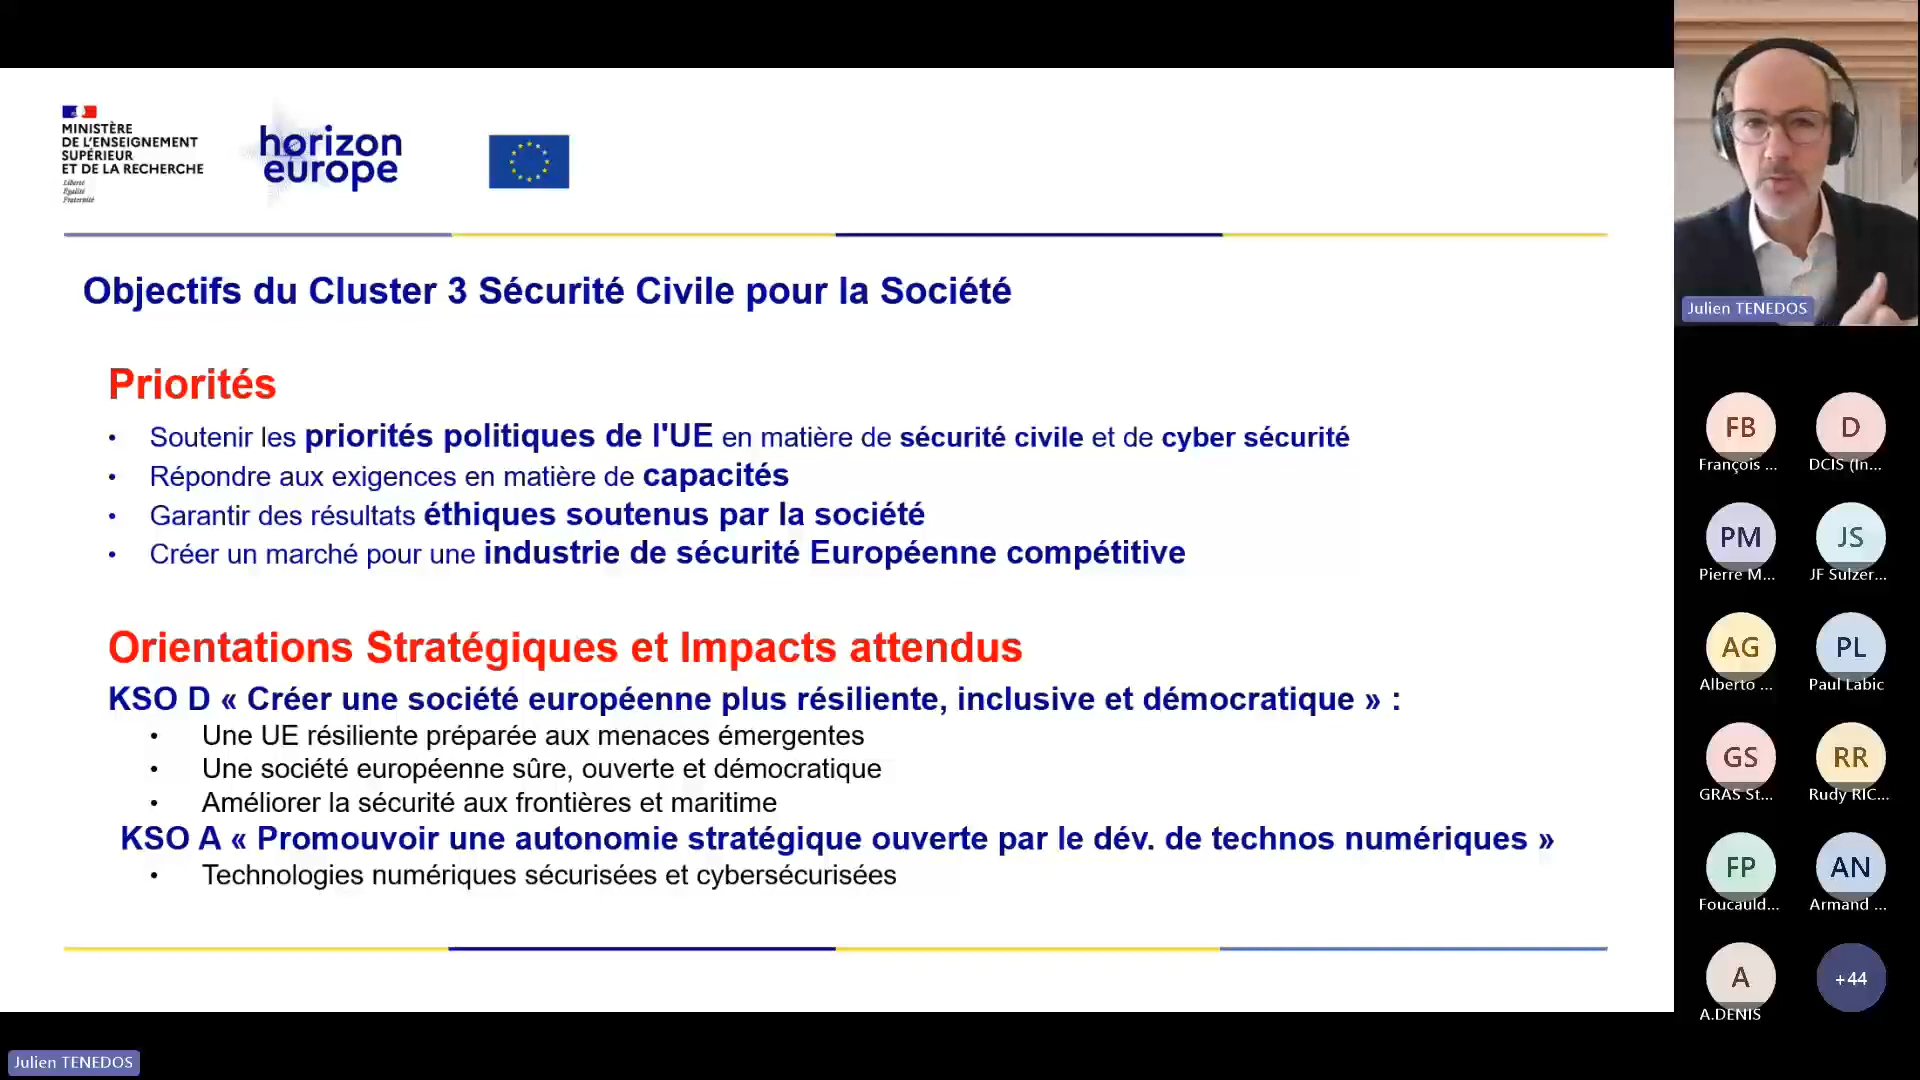 MINISTÈRE
DE L'ENSEIGNEMENT
SUPÉRIEUR
ET DE LA RECHERCHE
Liberté
Égalité
Fraternité
horizon
europe
Objectifs du Cluster 3 Sécurité Civile pour la Société
Priorités
• Soutenir les priorités politiques de l'UE en matière de sécurité civile et de cyber sécurité
• Répondre aux exigences en matière de capacités
• Garantir des résultats éthiques soutenus par la société
• Créer un marché pour une industrie de sécurité Européenne compétitive
Orientations Stratégiques et Impacts attendus
KSO D « Créer une société européenne plus résiliente, inclusive et démocratique » :
• Une UE résiliente préparée aux menaces émergentes
• Une société européenne sûre, ouverte et démocratique
• Améliorer la sécurité aux frontières et maritime
KSO A « Promouvoir une autonomie stratégique ouverte par le dév. de technos numériques »
• Technologies numériques sécurisées et cybersécurisées
Julien TENEDOS
FB D
François ... DCIS (In...
PM JS
Pierre M... JF Sulzer...
AG PL
Alberto ... Paul Labic
GS RR
GRAS St... Rudy RIC...
FP AN
Foucauld... Armand ...
A +44
A.DENIS
Julien TENEDOS